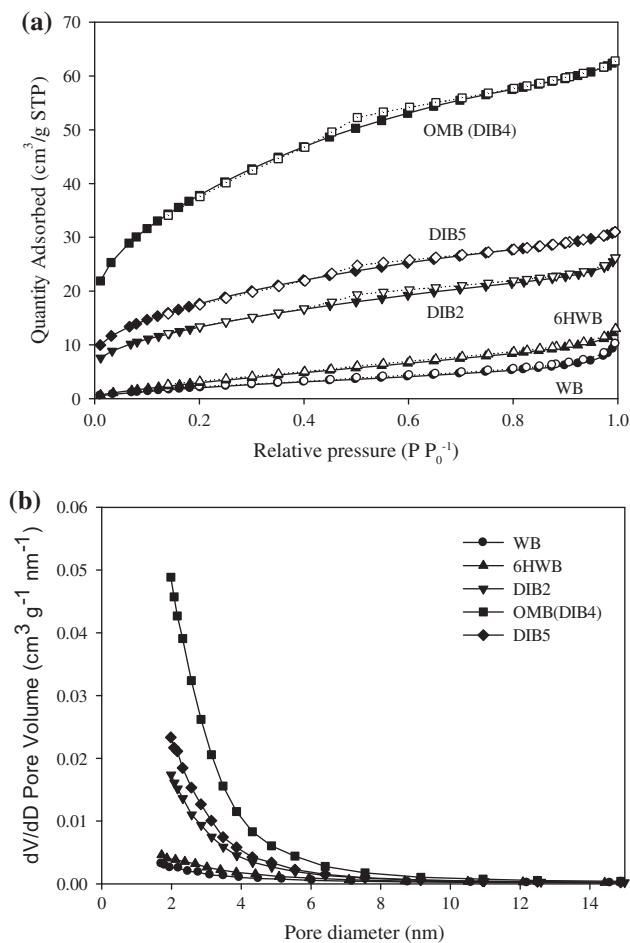 (a)
70
60
50
40
30
20
10
0
Quantity Adsorbed (cm³/g STP)
OMB (DIB4)
DIB5
DIB2
6HWB
WB
0.0 0.2 0.4 0.6 0.8 1.0
Relative pressure (P P₀⁻¹)
(b)
0.06
0.05
0.04
0.03
0.02
0.01
0.00
dV/dD Pore Volume (cm³ g⁻¹ nm⁻¹)
WB
6HWB
DIB2
OMB(DIB4)
DIB5
0 2 4 6 8 10 12 14
Pore diameter (nm)